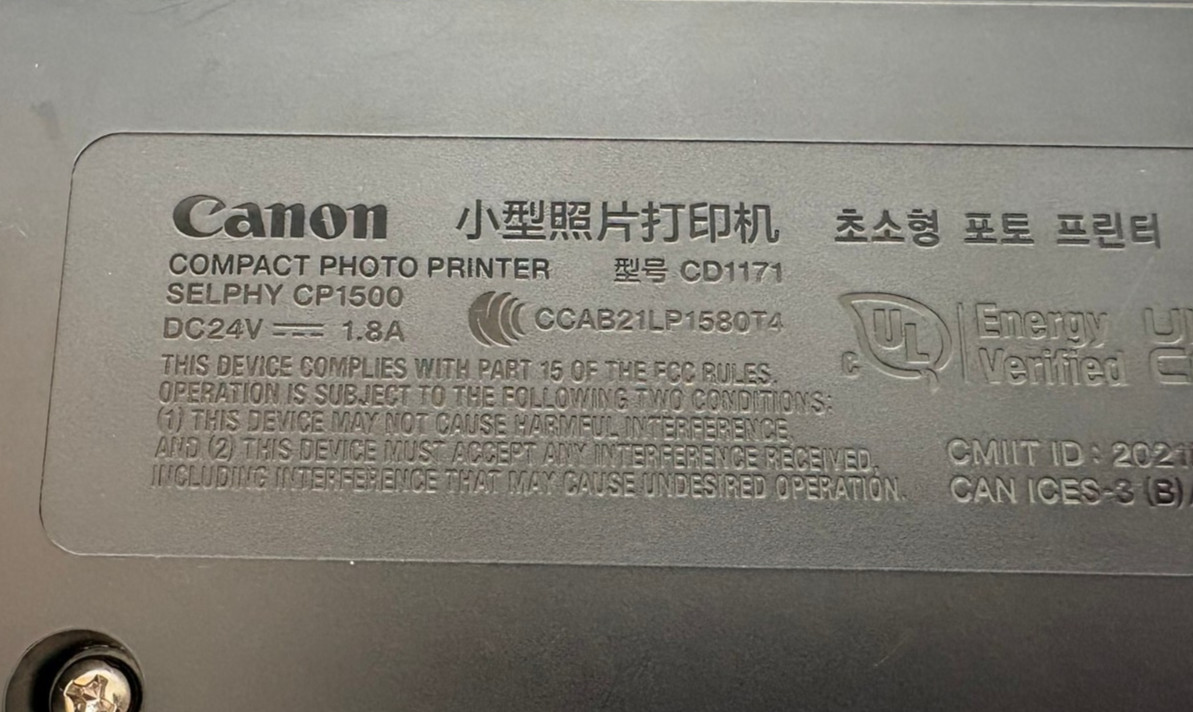 Canon 小型照片打印机 초소형 포토 프린터
COMPACT PHOTO PRINTER 型号 CD1171
SELPHY CP1500
DC24V ⎓ 1.8A CCAB21LP1580T4
C UL Energy Verified
THIS DEVICE COMPLIES WITH PART 15 OF THE FCC RULES.
OPERATION IS SUBJECT TO THE FOLLOWING TWO CONDITIONS:
(1) THIS DEVICE MAY NOT CAUSE HARMFUL INTERFERENCE,
AND (2) THIS DEVICE MUST ACCEPT ANY INTERFERENCE RECEIVED,
INCLUDING INTERFERENCE THAT MAY CAUSE UNDESIRED OPERATION.
CMIIT ID : 2021
CAN ICES-3 (B)